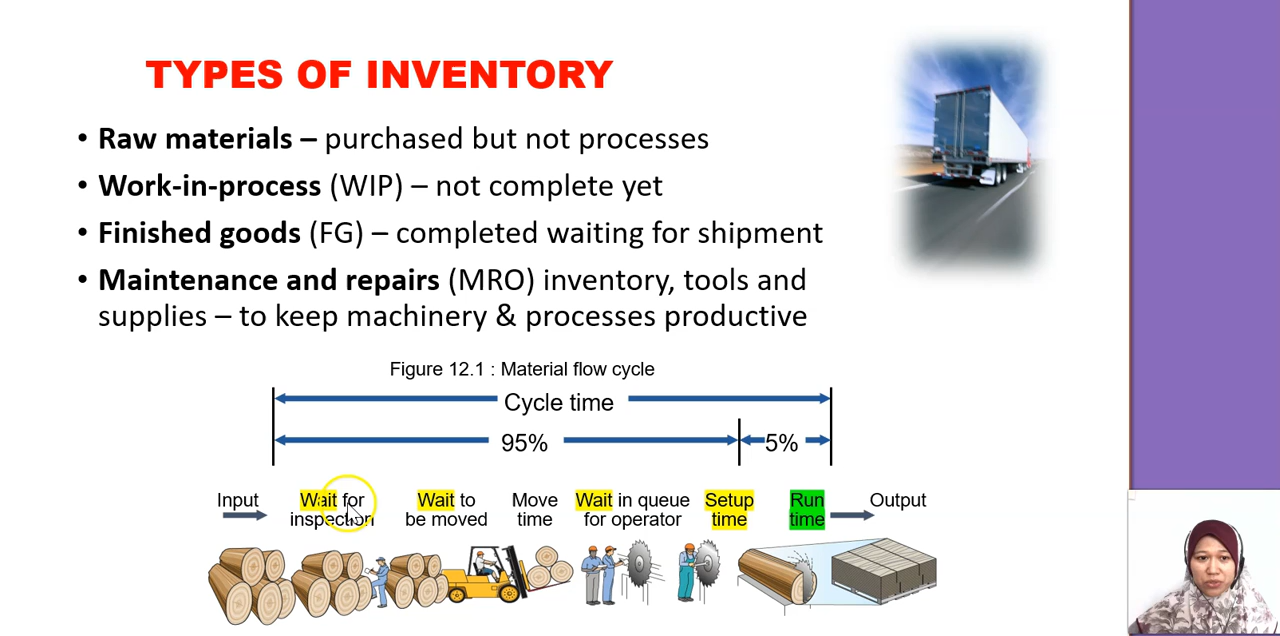 TYPES OF INVENTORY
• Raw materials – purchased but not processes
• Work-in-process (WIP) – not complete yet
• Finished goods (FG) – completed waiting for shipment
• Maintenance and repairs (MRO) inventory, tools and
supplies – to keep machinery & processes productive
Figure 12.1 : Material flow cycle
Cycle time
95% 5%
Input Wait for Wait to Move Wait in queue Setup Run Output
inspection be moved time for operator time time